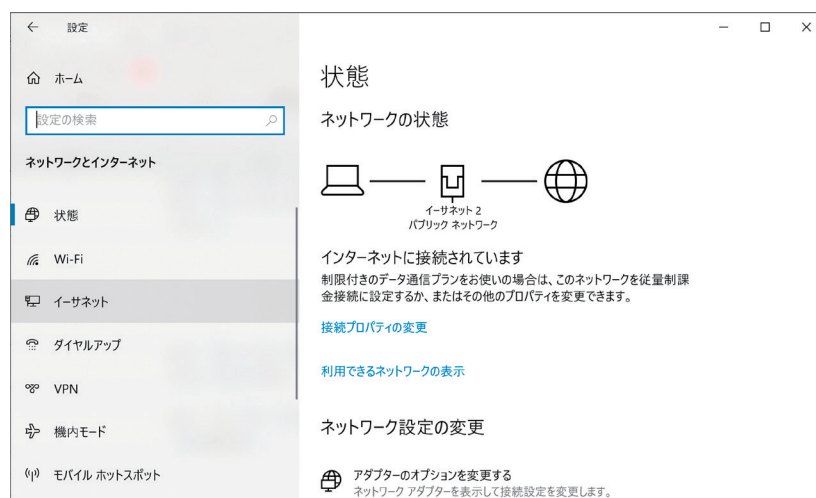 設定
ホーム
設定の検索
ネットワークとインターネット
状態
Wi-Fi
イーサネット
ダイヤルアップ
VPN
機内モード
モバイル ホットスポット
状態
ネットワークの状態
イーサネット 2
パブリック ネットワーク
インターネットに接続されています
制限付きのデータ通信プランをお使いの場合は、このネットワークを従量制課
金接続に設定するか、またはその他のプロパティを変更できます。
接続プロパティの変更
利用できるネットワークの表示
ネットワーク設定の変更
アダプターのオプションを変更する
ネットワーク アダプターを表示して接続設定を変更します。